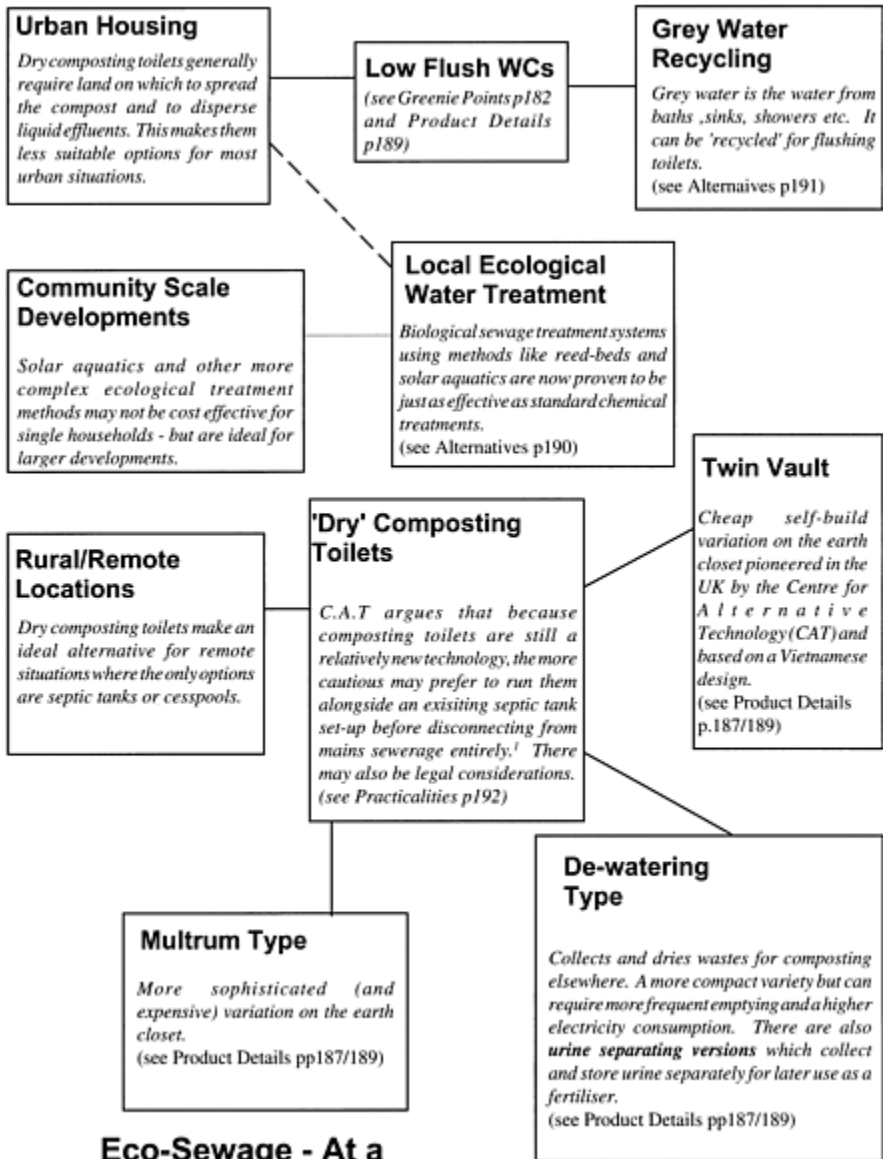 Urban Housing
Dry composting toilets generally
require land on which to spread
the compost and to disperse
liquid effluents. This makes them
less suitable options for most
urban situations.
Low Flush WCs
(see Greenie Points p182
and Product Details
p189)
Grey Water
Recycling
Grey water is the water from
baths ,sinks, showers etc. It
can be 'recycled' for flushing
toilets.
(see Alternaives p191)
Community Scale
Developments
Solar aquatics and other more
complex ecological treatment
methods may not be cost effective for
single households - but are ideal for
larger developments.
Local Ecological
Water Treatment
Biological sewage treatment systems
using methods like reed-beds and
solar aquatics are now proven to be
just as effective as standard chemical
treatments.
(see Alternatives p190)
Rural/Remote
Locations
Dry composting toilets make an
ideal alternative for remote
situations where the only options
are septic tanks or cesspools.
'Dry' Composting
Toilets
C.A.T argues that because
composting toilets are still a
relatively new technology, the more
cautious may prefer to run them
alongside an exisiting septic tank
set-up before disconnecting from
mains sewerage entirely.¹ There
may also be legal considerations.
(see Practicalities p192)
Twin Vault
Cheap self-build
variation on the earth
closet pioneered in the
UK by the Centre for
Alternative
Technology (CAT) and
based on a Vietnamese
design.
(see Product Details
p.187/189)
Multrum Type
More sophisticated (and
expensive) variation on the earth
closet.
(see Product Details pp187/189)
De-watering
Type
Collects and dries wastes for composting
elsewhere. A more compact variety but can
require more frequent emptying and a higher
electricity consumption. There are also
urine separating versions which collect
and store urine separately for later use as a
fertiliser.
(see Product Details pp187/189)
Eco-Sewage - At a